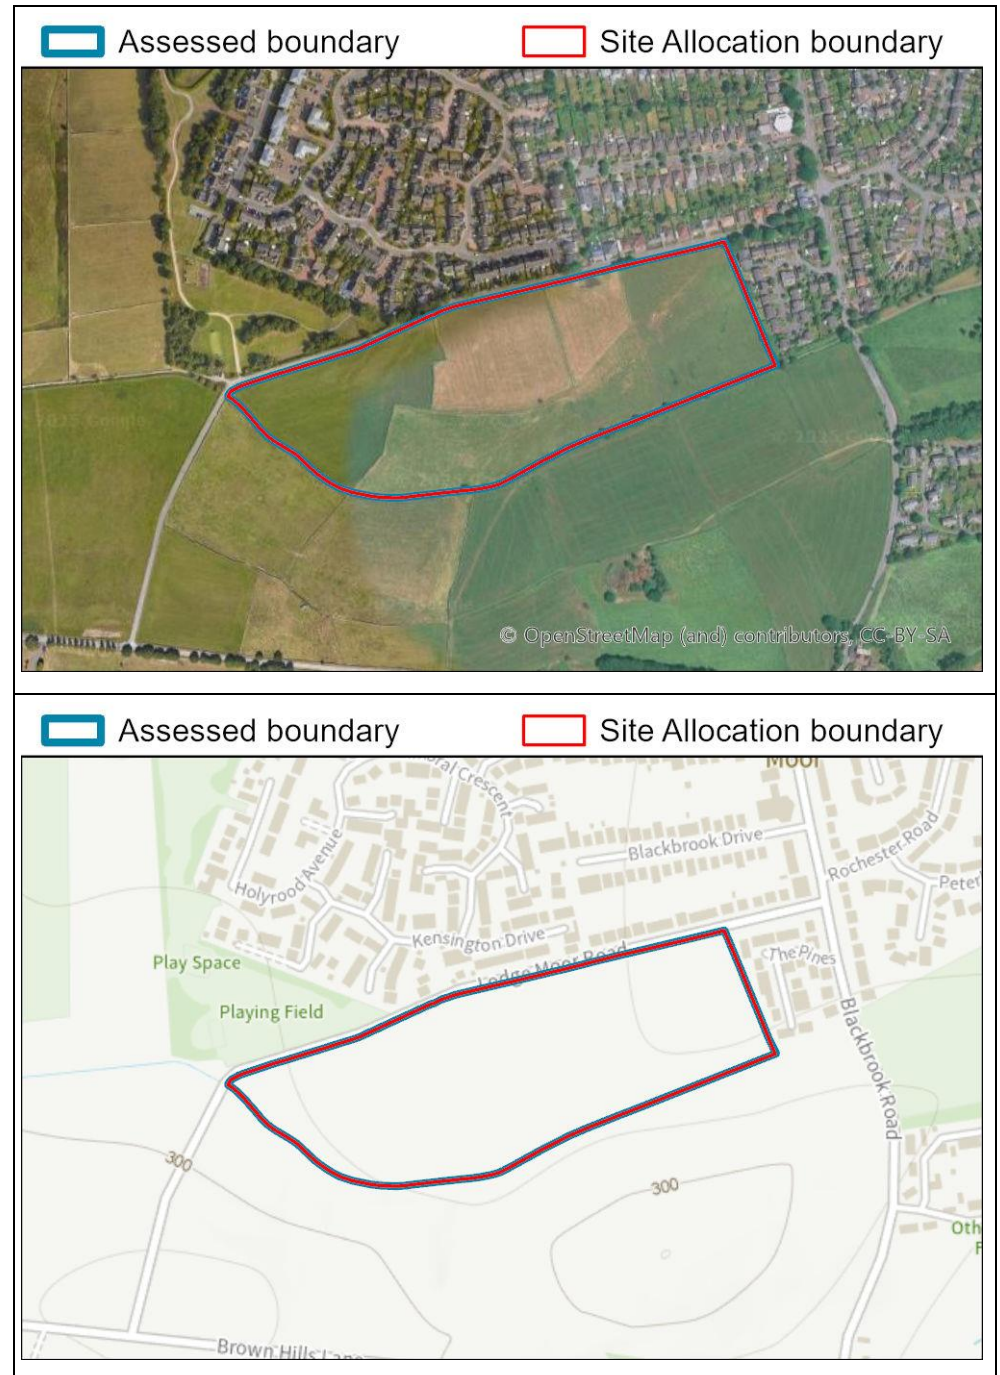 Assessed boundary Site Allocation boundary
© OpenStreetMap (and) contributors, CC-BY-SA
Assessed boundary Site Allocation boundary
Moor
Crescent
Blackbrook Drive
Rochester Road
Holyrood Avenue
Kensington Drive
Lodge Moor Road
The Pines
Play Space
Playing Field
Blackbrook Road
300
300
Brown Hills Lane